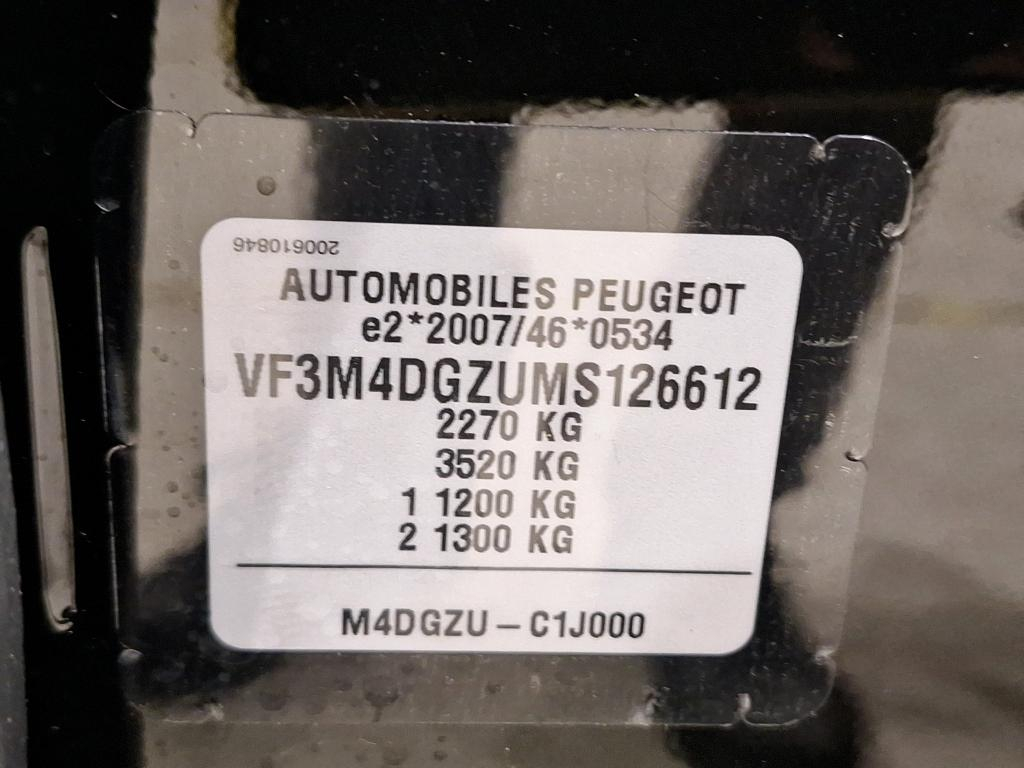 200610846
AUTOMOBILES PEUGEOT
e2*2007/46*0534
VF3M4DGZUMS126612
2270 KG
3520 KG
1 1200 KG
2 1300 KG
M4DGZU – C1J000